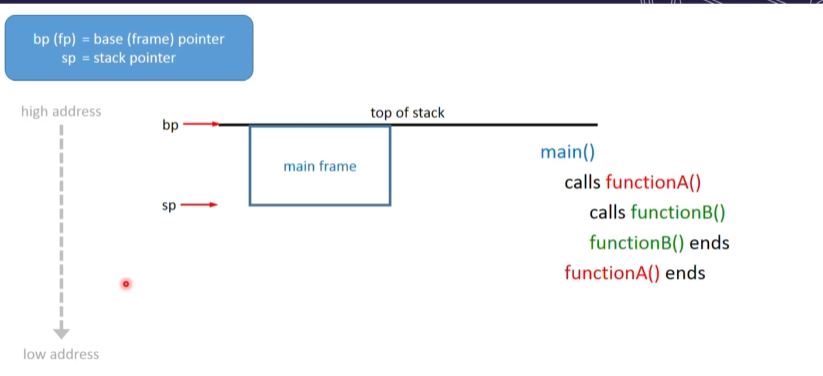 bp (fp) = base (frame) pointer
sp = stack pointer
high address
top of stack
bp
main frame
sp
main()
calls functionA()
calls functionB()
functionB() ends
functionA() ends
low address